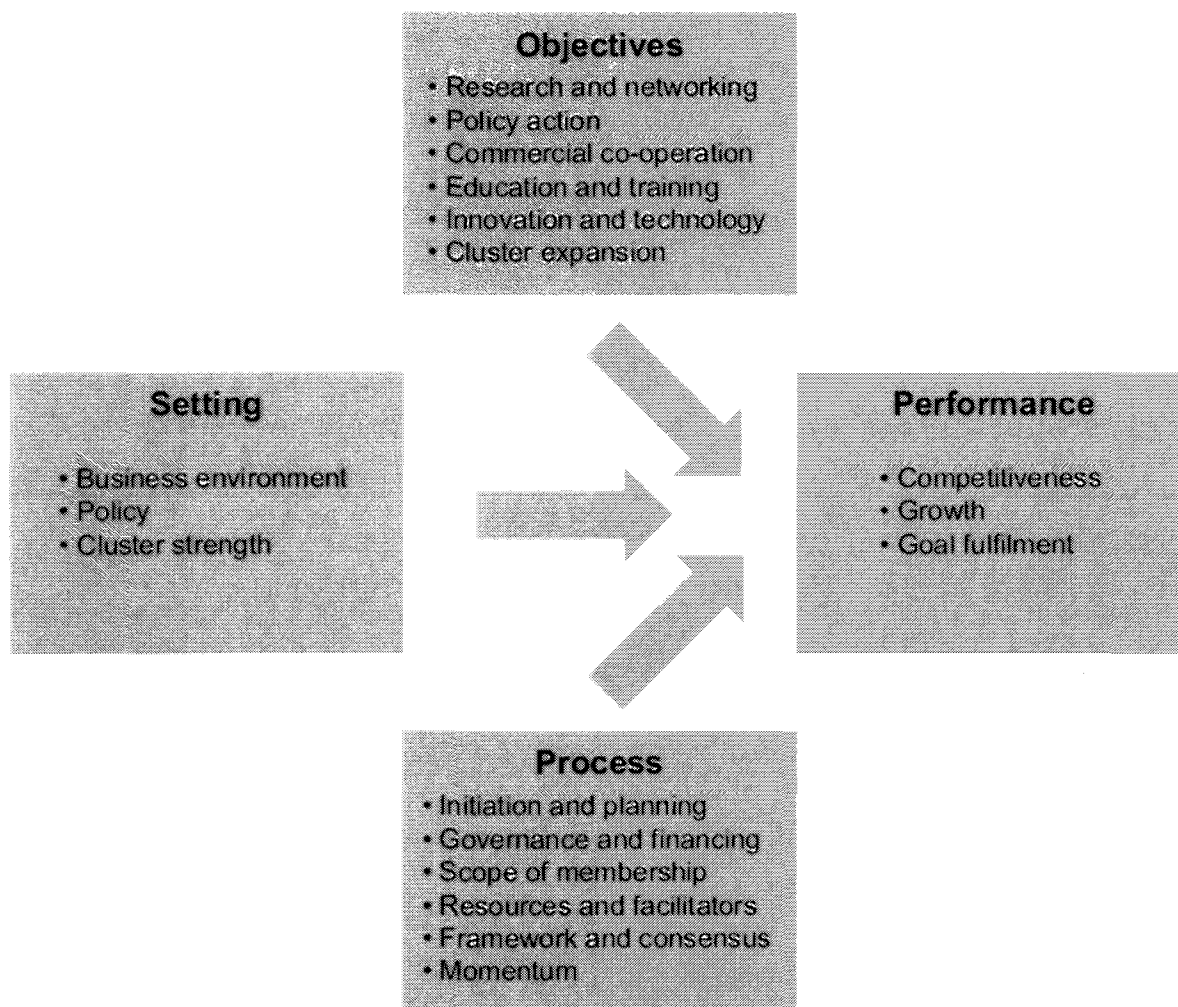 Objectives
• Research and networking
• Policy action
• Commercial co-operation
• Education and training
• Innovation and technology
• Cluster expansion
Setting
• Business environment
• Policy
• Cluster strength
Performance
• Competitiveness
• Growth
• Goal fulfilment
Process
• Initiation and planning
• Governance and financing
• Scope of membership
• Resources and facilitators
• Framework and consensus
• Momentum